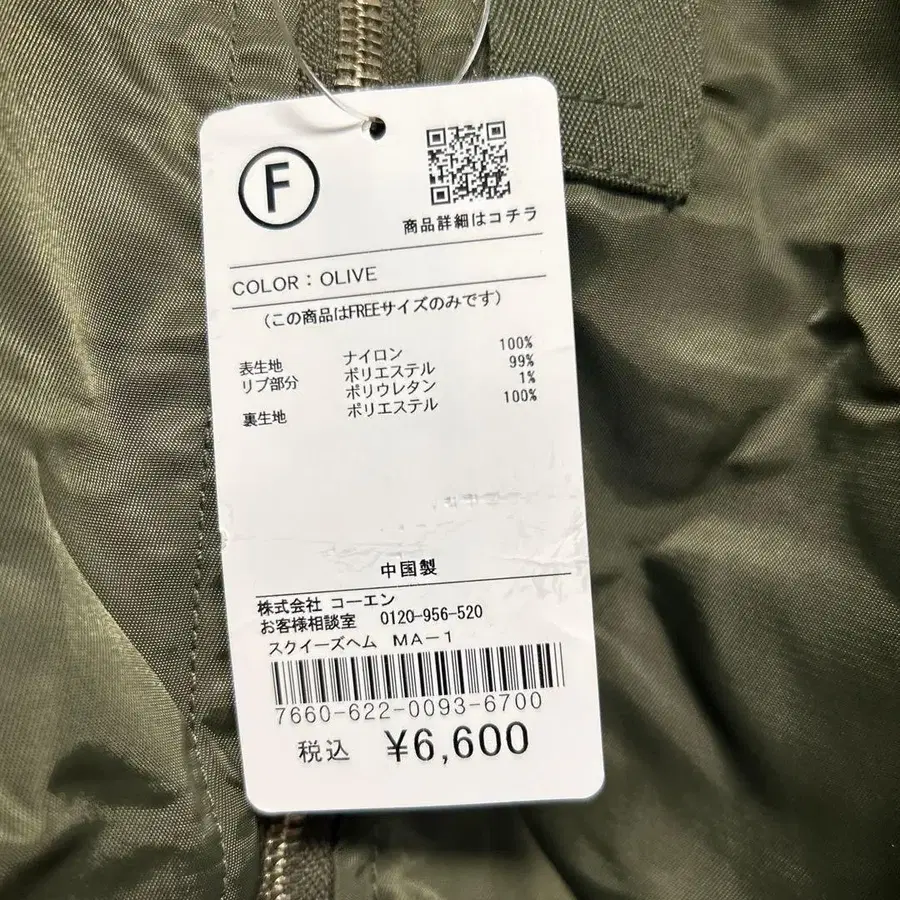 F
商品詳細はコチラ
COLOR：OLIVE
（この商品はFREEサイズのみです）
表生地 ナイロン 100%
リブ部分 ポリエステル 99%
ポリウレタン 1%
裏生地 ポリエステル 100%
中国製
株式会社 コーエン
お客様相談室 0120-956-520
スクイーズヘム MA-1
7660-622-0093-6700
税込 ¥6,600